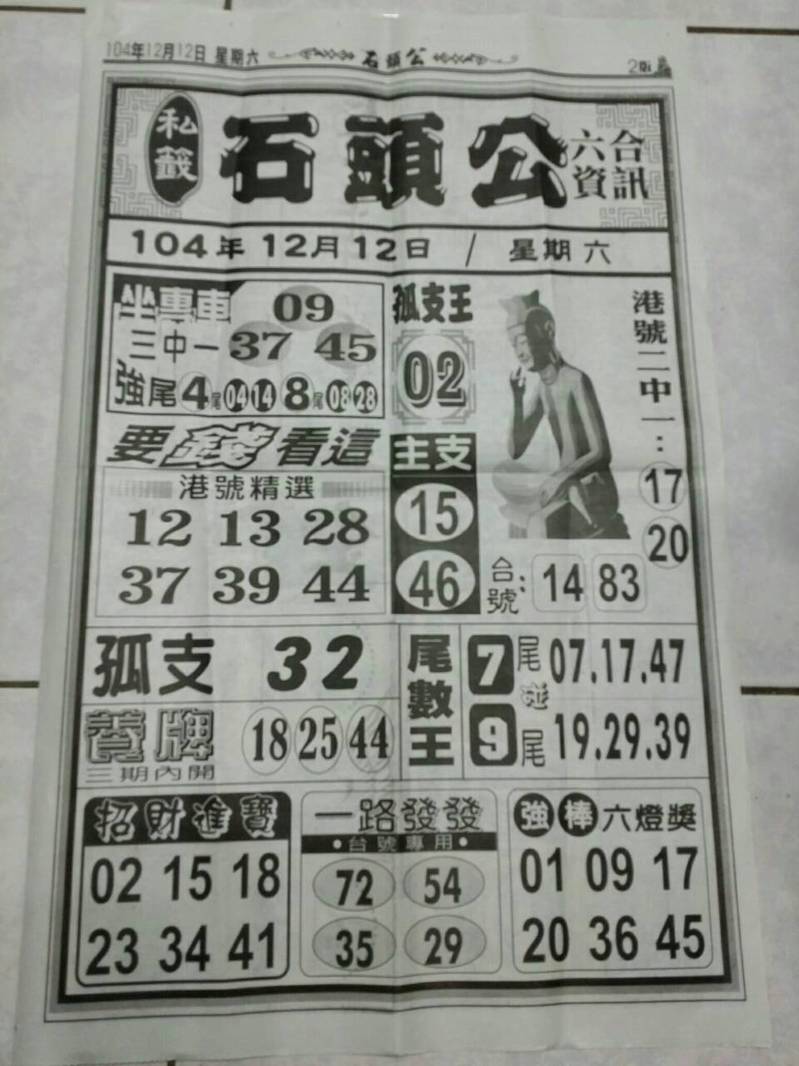 104年12月12日 星期六 石頭公 2版
私籤 石頭公 六合資訊
104年12月12日 / 星期六
坐專車 09
三中一 37 45
強尾 4尾 04 14 8尾 08 28
孤支王
02
港號二中一:
17
20
要錢看這
港號精選
12 13 28
37 39 44
主支
15
46
台號: 14 83
孤支 32
養牌 18 25 44
三期內開
尾數王
7尾 07.17.47
碰
9尾 19.29.39
招財進寶
02 15 18
23 34 41
一路發發
•台號專用•
72 54
35 29
強棒六燈獎
01 09 17
20 36 45